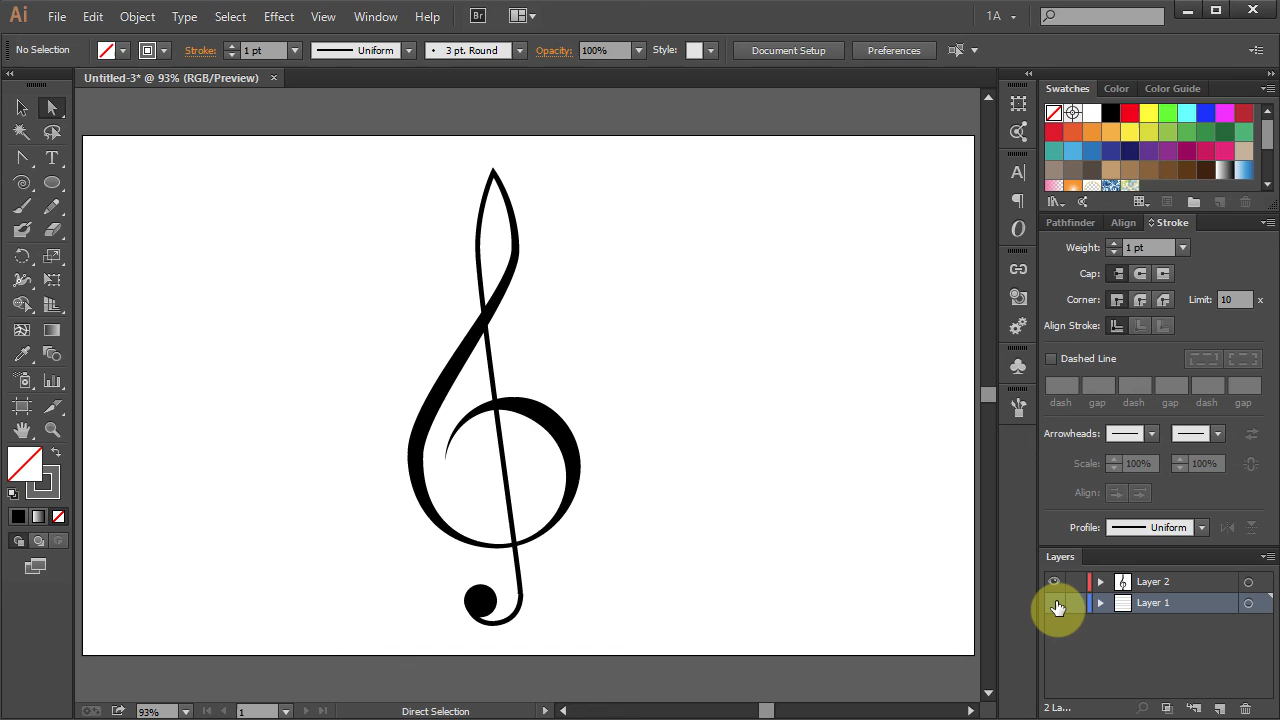 Ai File Edit Object Type Select Effect View Window Help Br 1A
No Selection Stroke: 1 pt Uniform 3 pt. Round Opacity: 100% Style: Document Setup Preferences
Untitled-3* @ 93% (RGB/Preview)
Swatches Color Color Guide
Pathfinder Align Stroke
Weight: 1 pt
Cap:
Corner: Limit: 10 x
Align Stroke:
Dashed Line
dash gap dash gap dash gap
Arrowheads:
Scale: 100% 100%
Align:
Profile: Uniform
Layers
Layer 2
Layer 1
2 La...
93% 1 Direct Selection